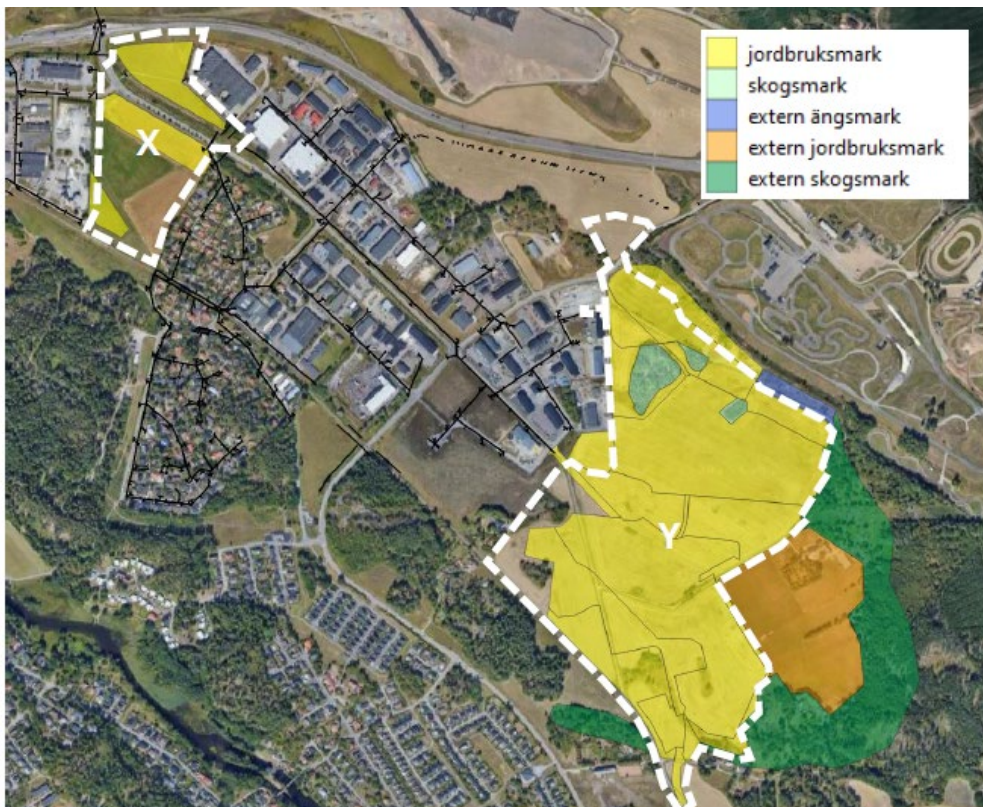 jordbruksmark
skogsmark
extern ängsmark
extern jordbruksmark
extern skogsmark
X
Y